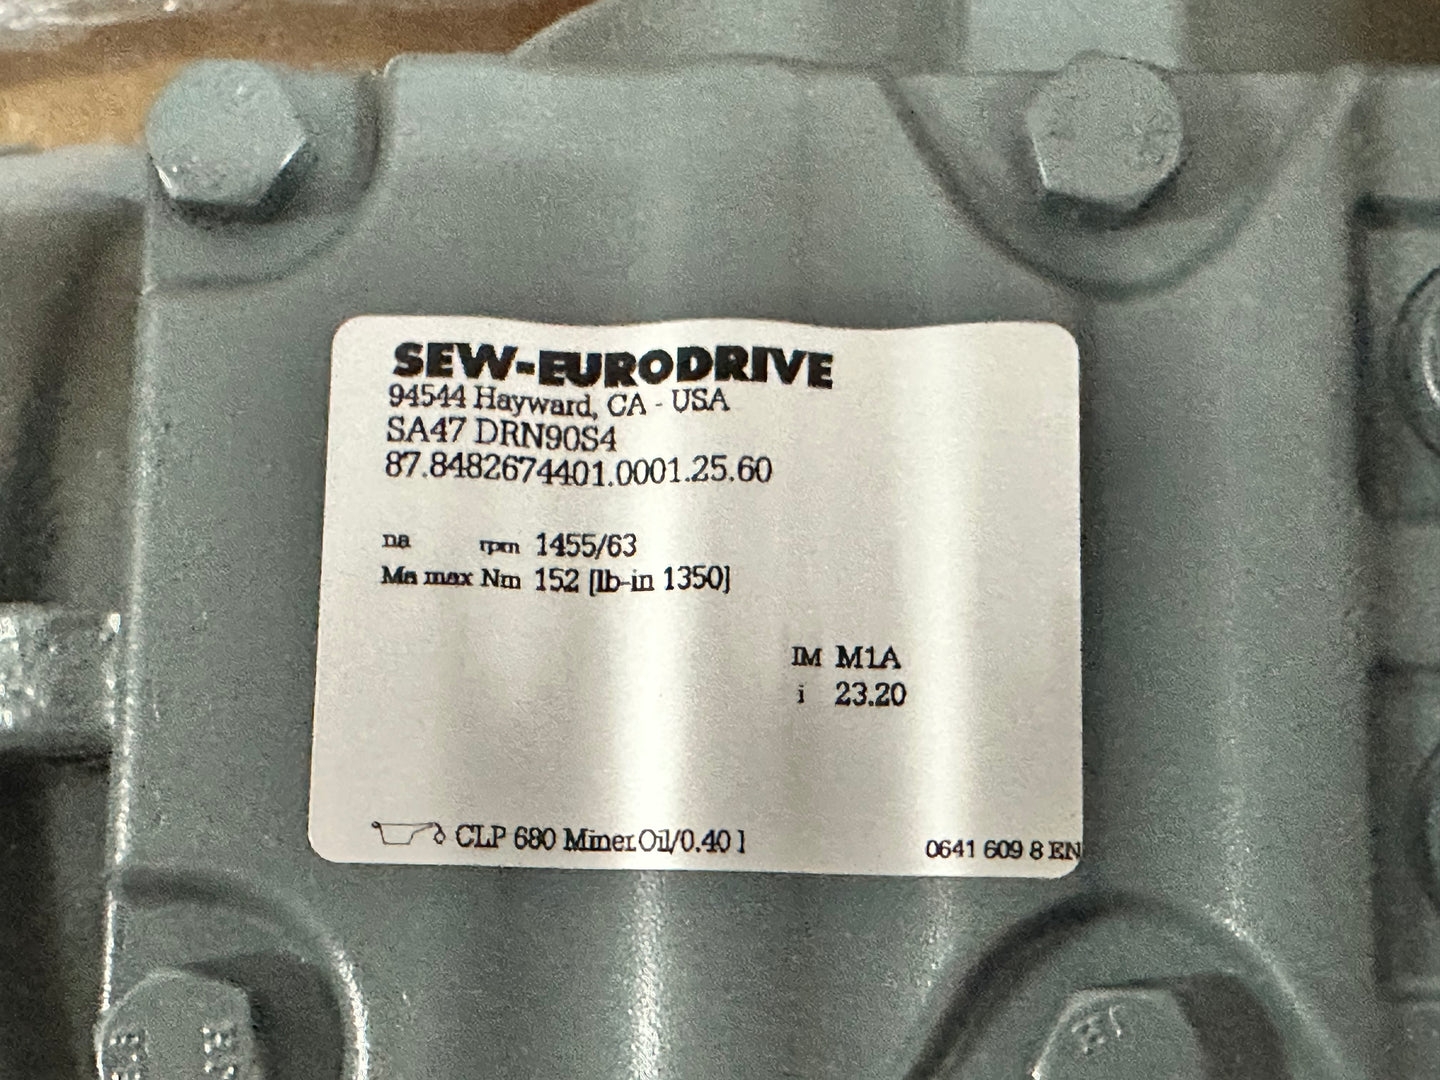 SEW-EURODRIVE
94544 Hayward, CA - USA
SA47 DRN90S4
87.8482674401.0001.25.60
na rpm 1455/63
Ma max Nm 152 [lb-in 1350]
IM M1A
i 23.20
CLP 680 Miner.Oil/0.40 l
0641 609 8 EN